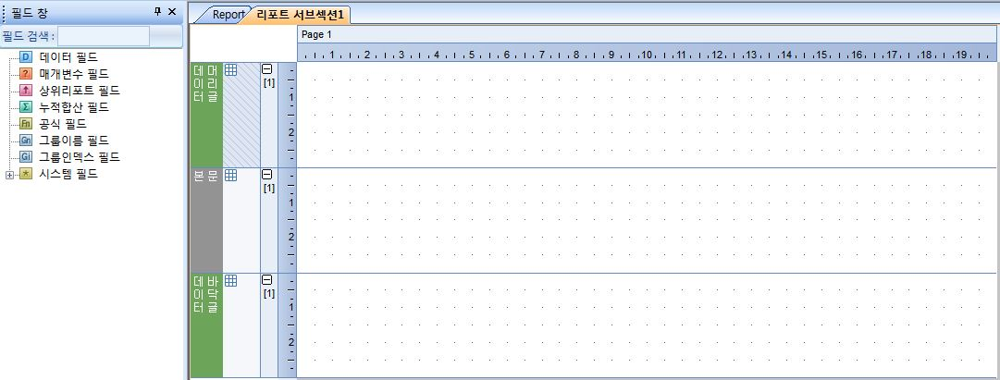 필드 창
필드 검색 :
D 데이터 필드
? 매개변수 필드
상위리포트 필드
Σ 누적합산 필드
Fn 공식 필드
Gn 그룹이름 필드
Gi 그룹인덱스 필드
* 시스템 필드
Report 리포트 서브섹션1
Page 1
1 2 3 4 5 6 7 8 9 10 11 12 13 14 15 16 17 18 19
데이터 머리글
[1]
1
2
본문
[1]
1
2
데이터 바닥글
[1]
1
2